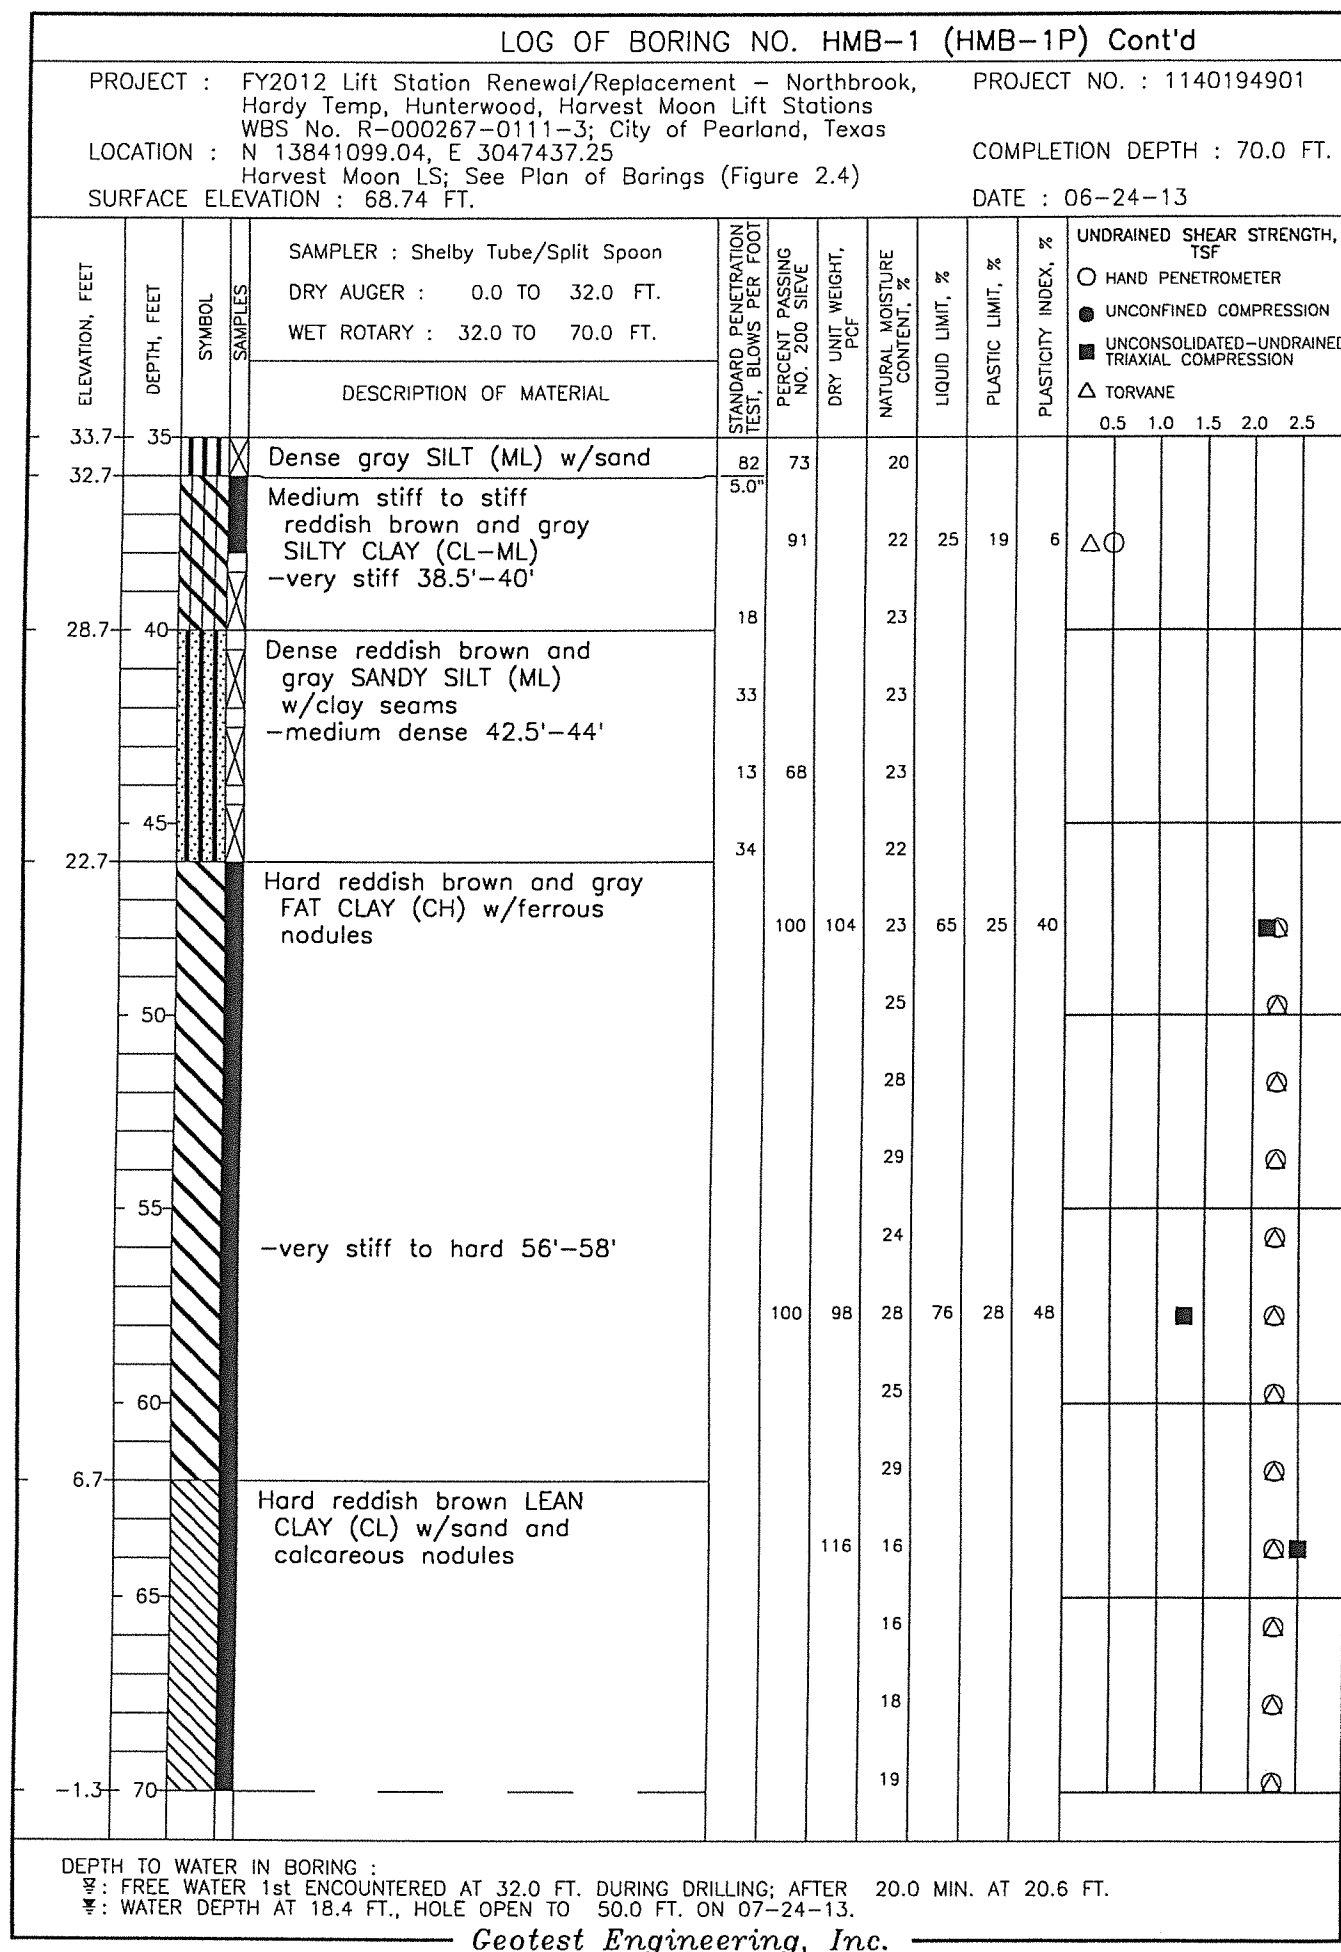 LOG OF BORING NO. HMB-1 (HMB-1P) Cont'd
PROJECT : FY2012 Lift Station Renewal/Replacement - Northbrook,
Hardy Temp, Hunterwood, Harvest Moon Lift Stations
WBS No. R-000267-0111-3; City of Pearland, Texas
PROJECT NO. : 1140194901
LOCATION : N 13841099.04, E 3047437.25
Harvest Moon LS; See Plan of Borings (Figure 2.4)
COMPLETION DEPTH : 70.0 FT.
SURFACE ELEVATION : 68.74 FT.
DATE : 06-24-13
ELEVATION, FEET
DEPTH, FEET
SYMBOL
SAMPLES
SAMPLER : Shelby Tube/Split Spoon
DRY AUGER : 0.0 TO 32.0 FT.
WET ROTARY : 32.0 TO 70.0 FT.
DESCRIPTION OF MATERIAL
STANDARD PENETRATION
TEST, BLOWS PER FOOT
PERCENT PASSING
NO. 200 SIEVE
DRY UNIT WEIGHT,
PCF
NATURAL MOISTURE
CONTENT, %
LIQUID LIMIT, %
PLASTIC LIMIT, %
PLASTICITY INDEX, %
UNDRAINED SHEAR STRENGTH,
TSF
HAND PENETROMETER
UNCONFINED COMPRESSION
UNCONSOLIDATED-UNDRAINED
TRIAXIAL COMPRESSION
TORVANE
0.5 1.0 1.5 2.0 2.5
33.7 35
Dense gray SILT (ML) w/sand 82 73 20
32.7 5.0"
Medium stiff to stiff
reddish brown and gray
SILTY CLAY (CL-ML) 91 22 25 19 6
-very stiff 38.5'-40'
18 23
28.7 40
Dense reddish brown and
gray SANDY SILT (ML)
w/clay seams 33 23
-medium dense 42.5'-44'
13 68 23
45
34 22
22.7
Hard reddish brown and gray
FAT CLAY (CH) w/ferrous
nodules 100 104 23 65 25 40
25
50
28
29
55
24
-very stiff to hard 56'-58'
100 98 28 76 28 48
25
60
29
6.7
Hard reddish brown LEAN
CLAY (CL) w/sand and
calcareous nodules 116 16
65
16
18
19
-1.3 70
DEPTH TO WATER IN BORING :
: FREE WATER 1st ENCOUNTERED AT 32.0 FT. DURING DRILLING; AFTER 20.0 MIN. AT 20.6 FT.
: WATER DEPTH AT 18.4 FT., HOLE OPEN TO 50.0 FT. ON 07-24-13.
Geotest Engineering, Inc.